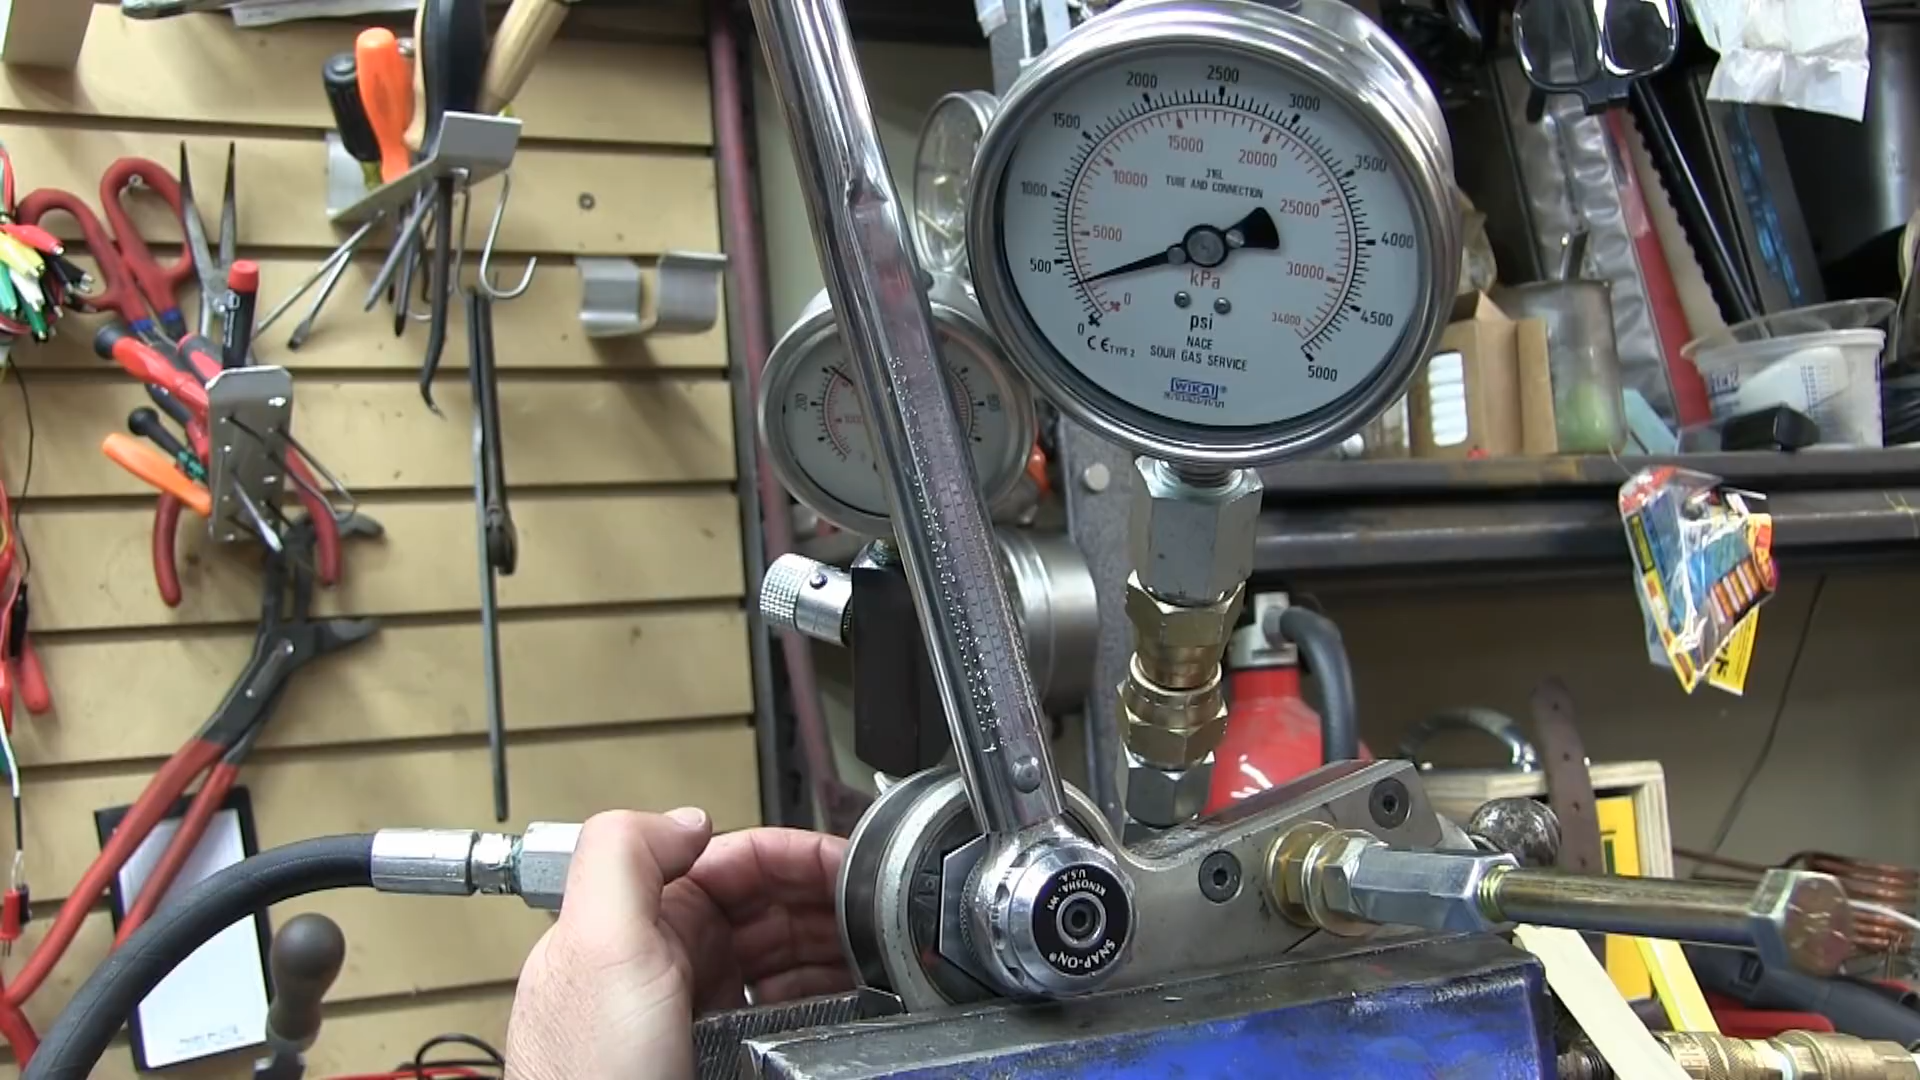 2500
2000
3000
1500
3500
15000
20000
316L
10000
TUBE AND CONNECTION
1000
25000
5000
4000
500
30000
kPa
0
psi
34000
4500
0
NACE
CE TYPE 2
SOUR GAS SERVICE
5000
WIKA®
200
KENOSHA,
U.S.A.
SNAP-ON®